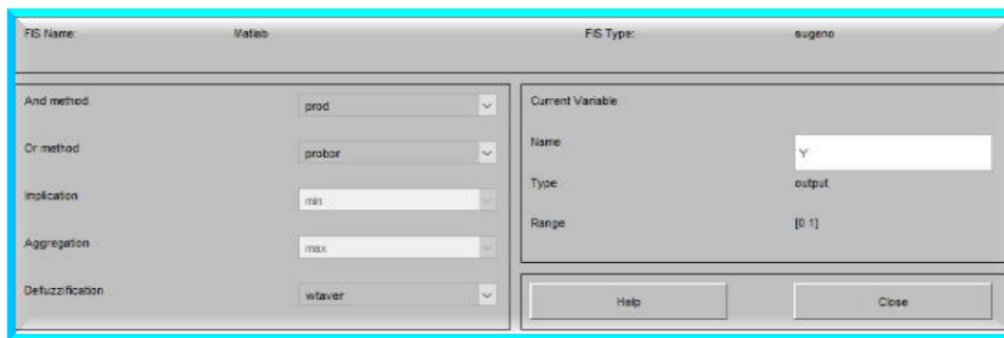 FIS Name: Matlab FIS Type: sugeno
And method prod
Or method probor
Implication min
Aggregation max
Defuzzification wtaver
Current Variable
Name Y
Type output
Range [0 1]
Help Close